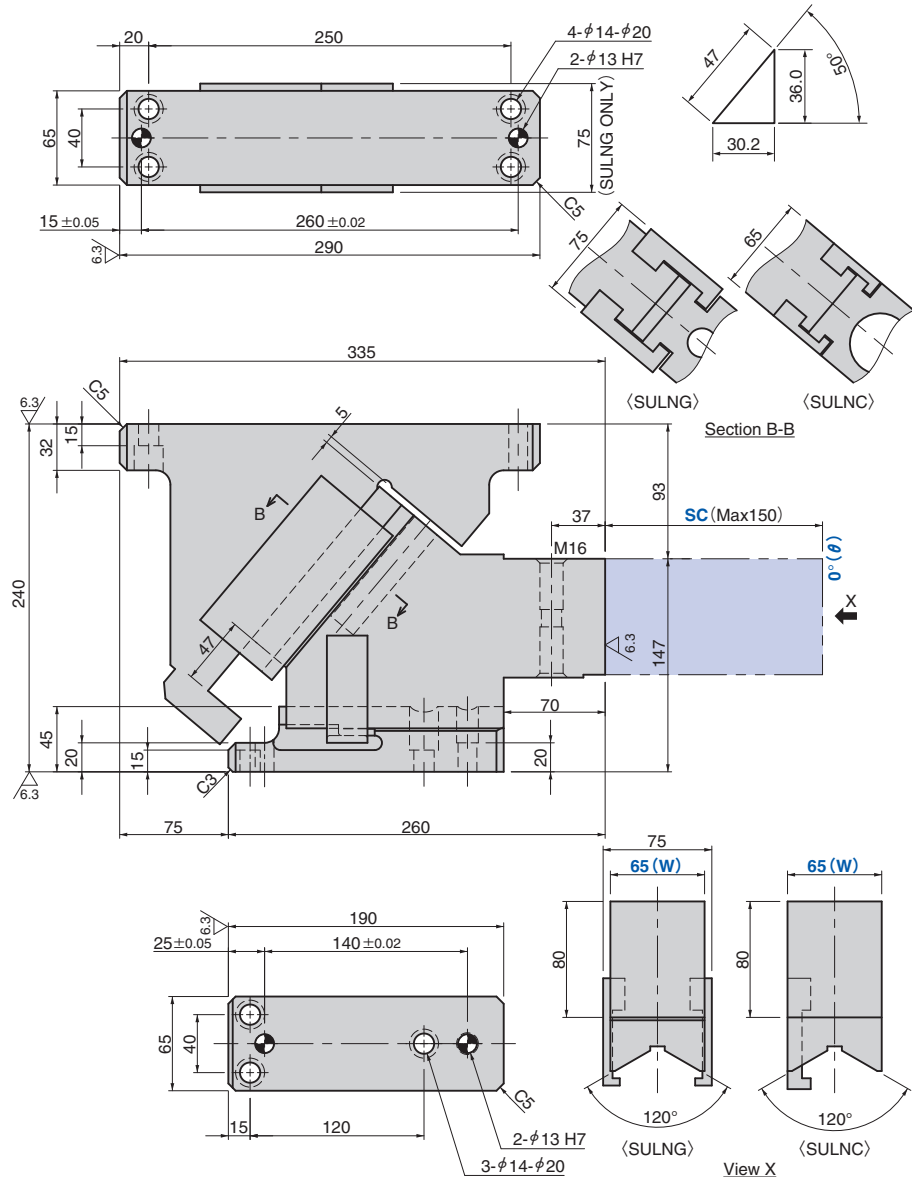 20
250
4-φ14-φ20
2-φ13 H7
65
40
75
(SULNG ONLY)
15 ±0.05
260 ±0.02
C5
6.3
290
47
36.0
50°
30.2
75
65
〈SULNG〉
〈SULNC〉
Section B-B
335
6.3
C5
15
32
5
B
B
93
37
SC (Max150)
M16
0° (θ)
X
240
6.3
147
47
70
45
20
15
20
6.3
C3
75
260
6.3
190
25±0.05
140 ±0.02
65
40
C5
15
120
2-φ13 H7
3-φ14-φ20
75
65 (W)
65 (W)
80
80
120°
120°
〈SULNG〉
〈SULNC〉
View X